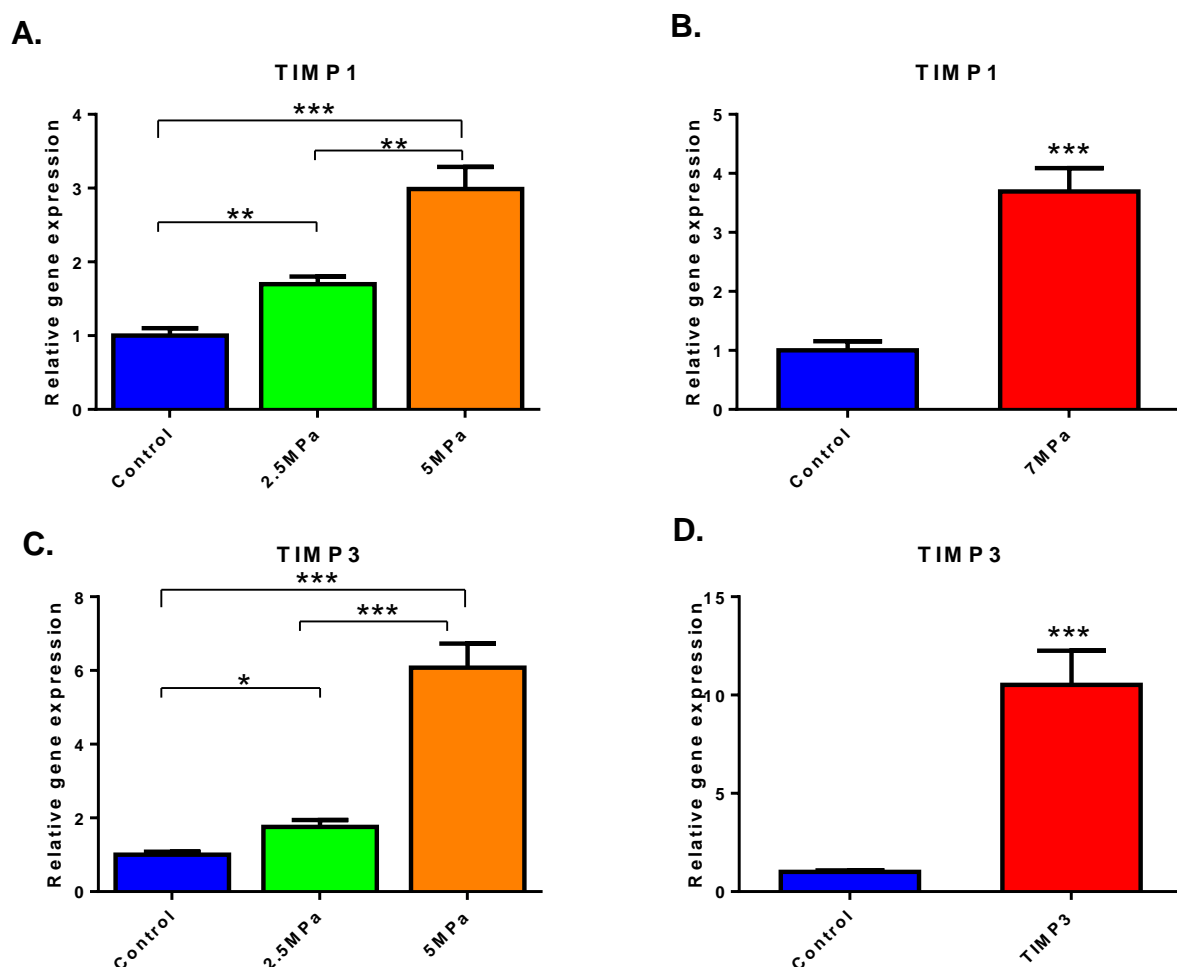 A.
TIMP1
Relative gene expression
4
3
2
1
0
***
**
**
Control
2.5MPa
5MPa
B.
TIMP1
Relative gene expression
5
4
3
2
1
0
***
Control
7MPa
C.
TIMP3
Relative gene expression
8
6
4
2
0
***
***
*
Control
2.5MPa
5MPa
D.
TIMP3
Relative gene expression
15
10
5
0
***
Control
TIMP3